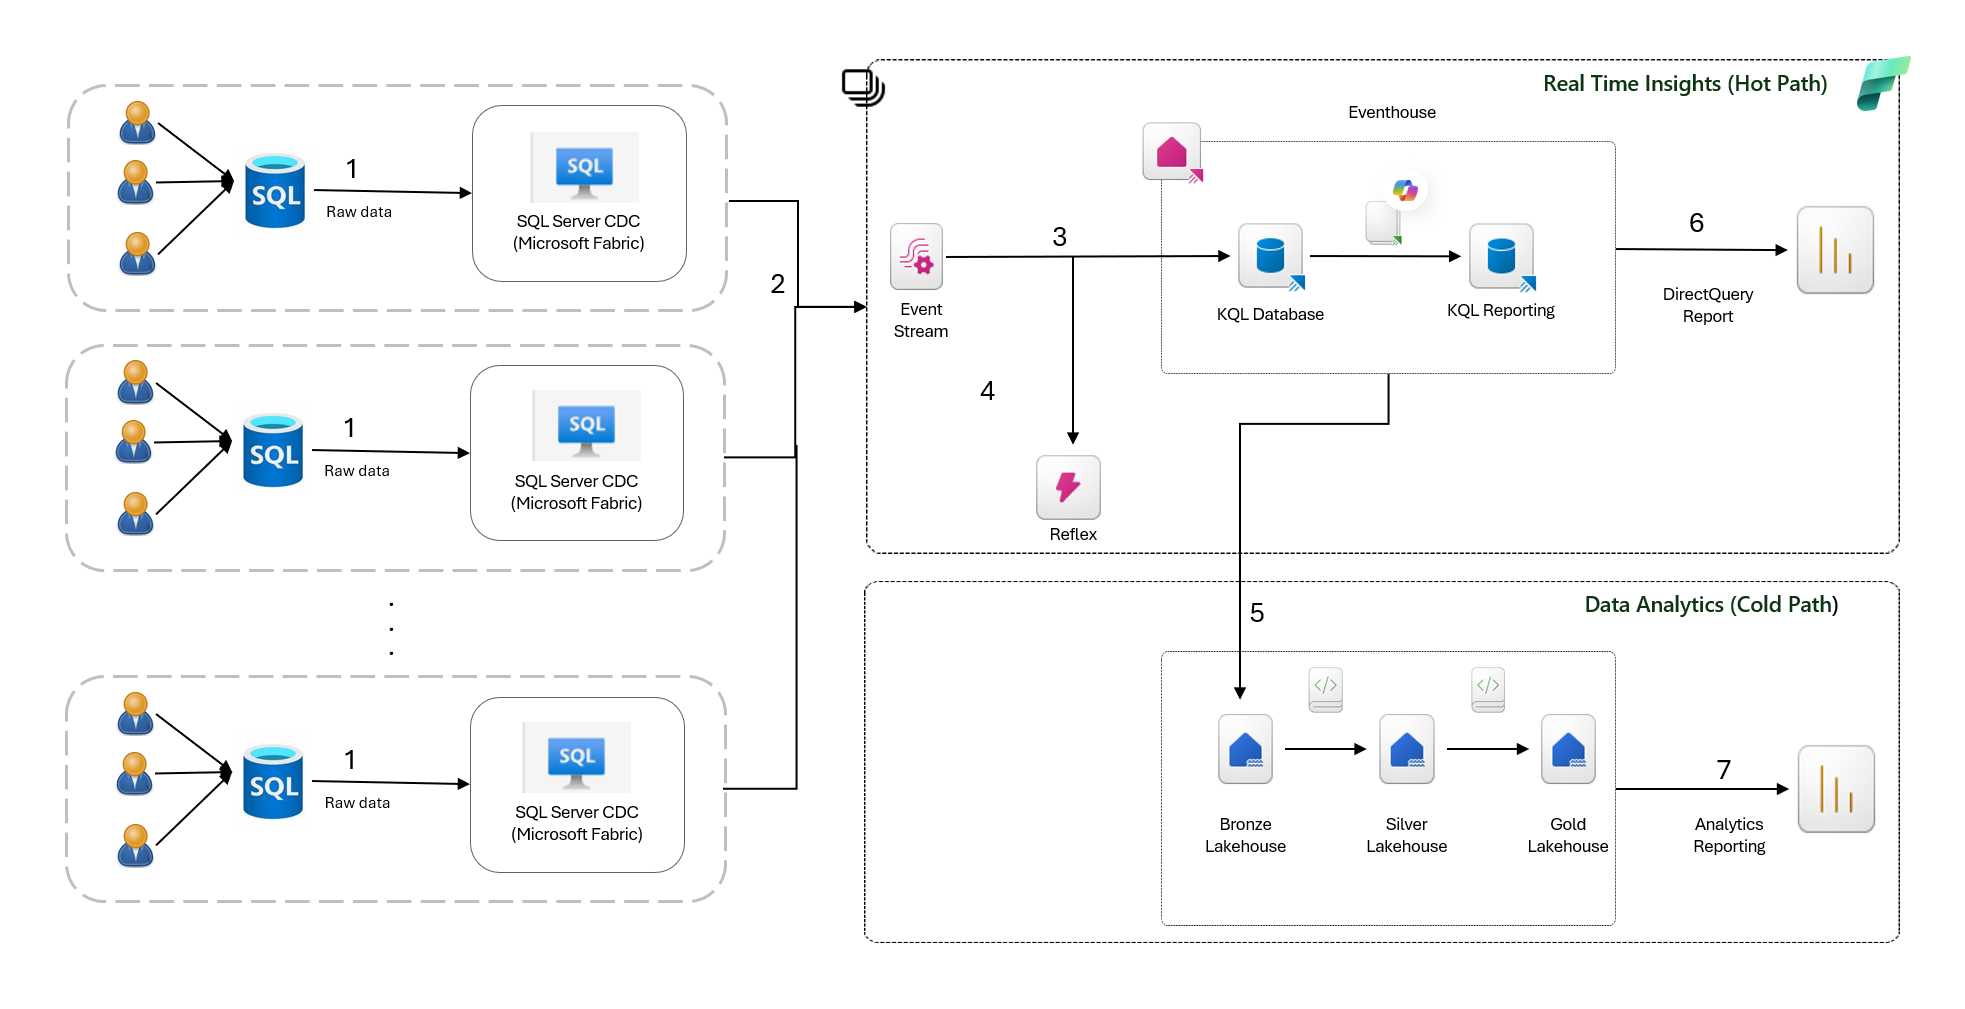 Real Time Insights (Hot Path)
Eventhouse
1
Raw data
SQL
SQL
SQL Server CDC
(Microsoft Fabric)
2
Event
Stream
3
KQL Database
KQL Reporting
6
DirectQuery
Report
4
Reflex
1
Raw data
SQL
SQL
SQL Server CDC
(Microsoft Fabric)
.
.
.
Data Analytics (Cold Path)
5
1
Raw data
SQL
SQL
SQL Server CDC
(Microsoft Fabric)
</>
</>
Bronze
Lakehouse
Silver
Lakehouse
Gold
Lakehouse
7
Analytics
Reporting